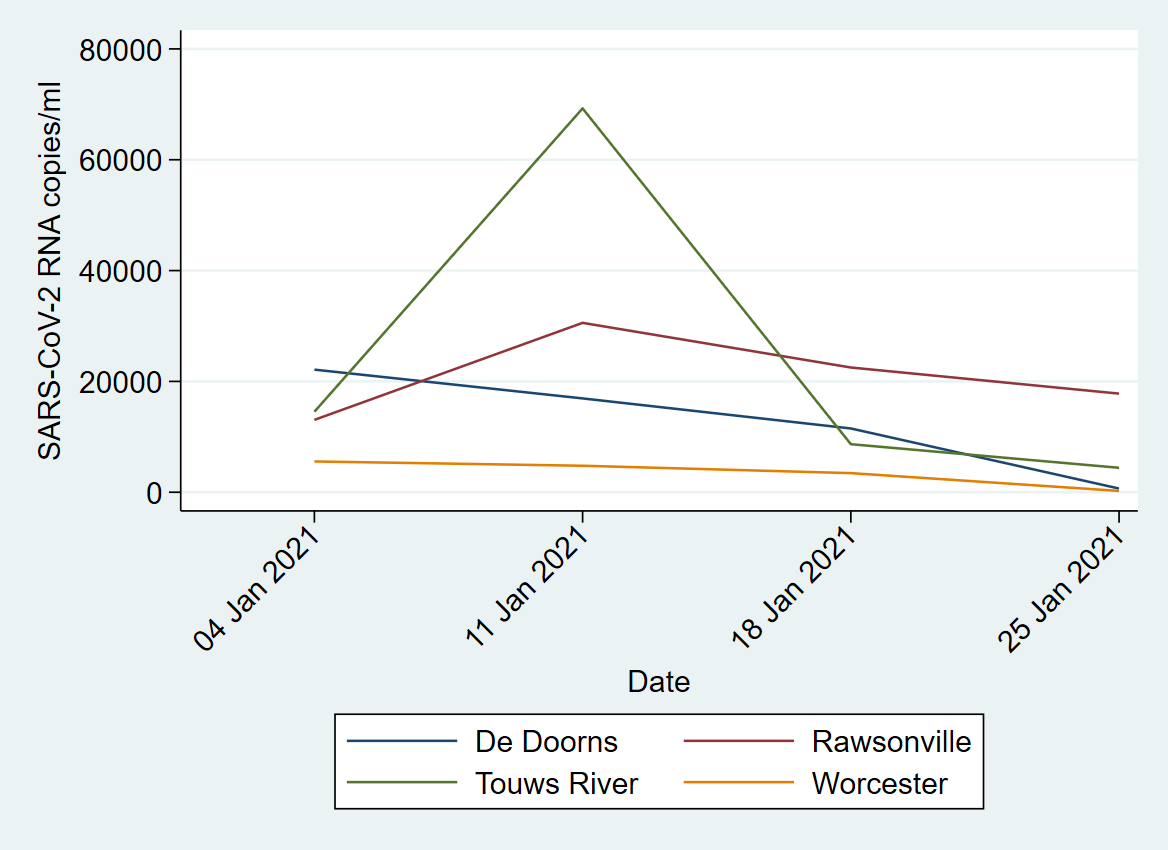 SARS-CoV-2 RNA copies/ml
80000
60000
40000
20000
0
04 Jan 2021
11 Jan 2021
18 Jan 2021
25 Jan 2021
Date
De Doorns
Rawsonville
Touws River
Worcester